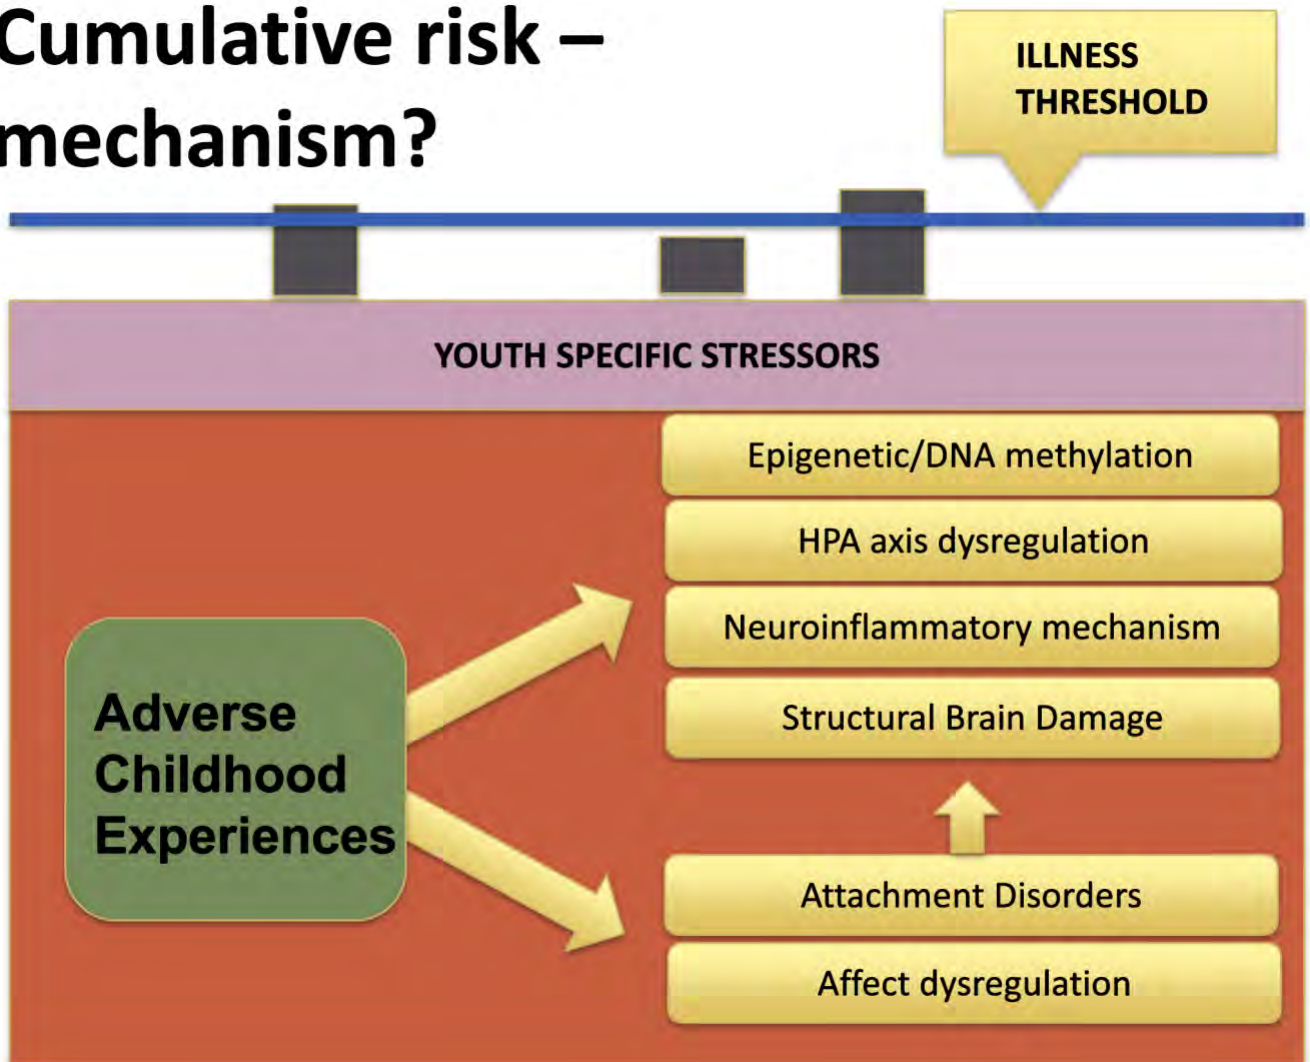 Cumulative risk –
mechanism?
ILLNESS
THRESHOLD
YOUTH SPECIFIC STRESSORS
Epigenetic/DNA methylation
HPA axis dysregulation
Neuroinflammatory mechanism
Structural Brain Damage
Adverse
Childhood
Experiences
Attachment Disorders
Affect dysregulation